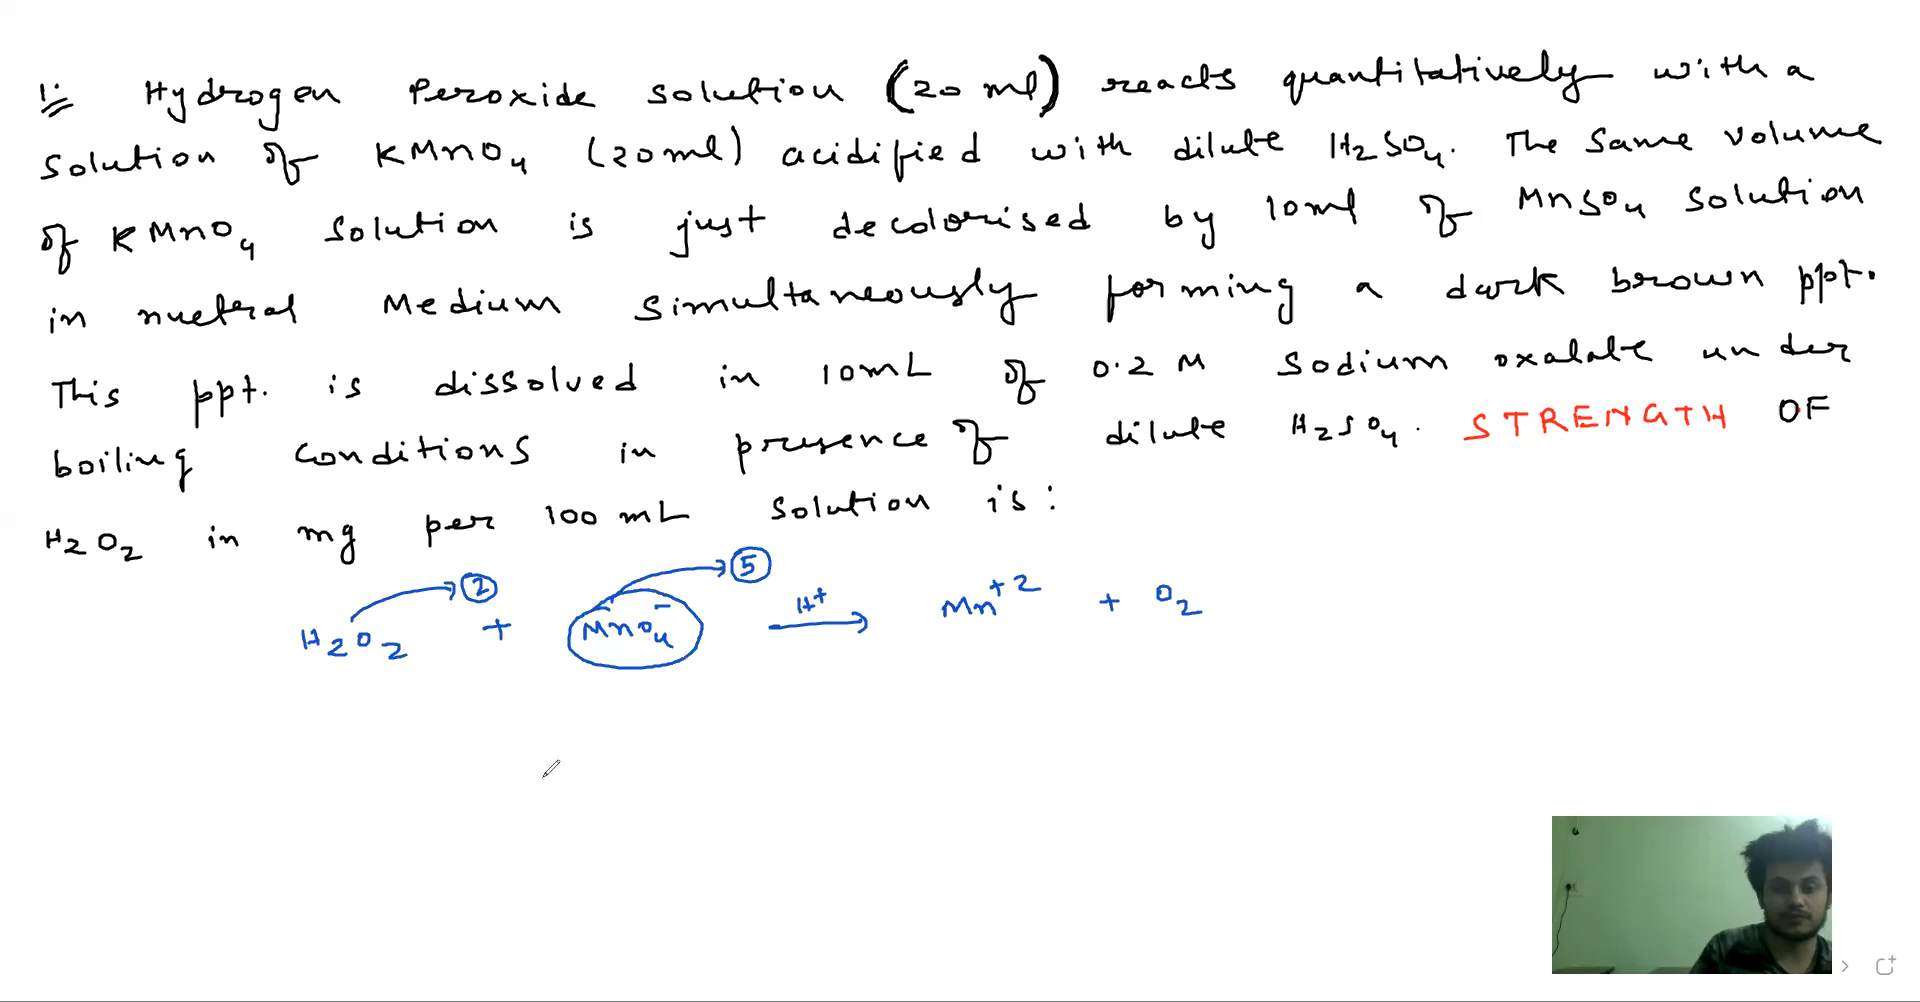 1. Hydrogen Peroxide solution (20 ml) reacts quantitatively with a
solution of KMnO4 (20ml) acidified with dilute H2SO4. The same volume
of KMnO4 solution is just decolorised by 10ml of MnSO4 solution
in nuetral Medium simultaneously forming a dark brown ppt.
This ppt. is dissolved in 10mL of 0.2 M Sodium oxalate under
boiling conditions in presence of dilute H2SO4. STRENGTH OF
H2O2 in mg per 100 mL solution is:
2 5
H2O2 + MnO4⁻ H⁺ → Mn⁺² + O2